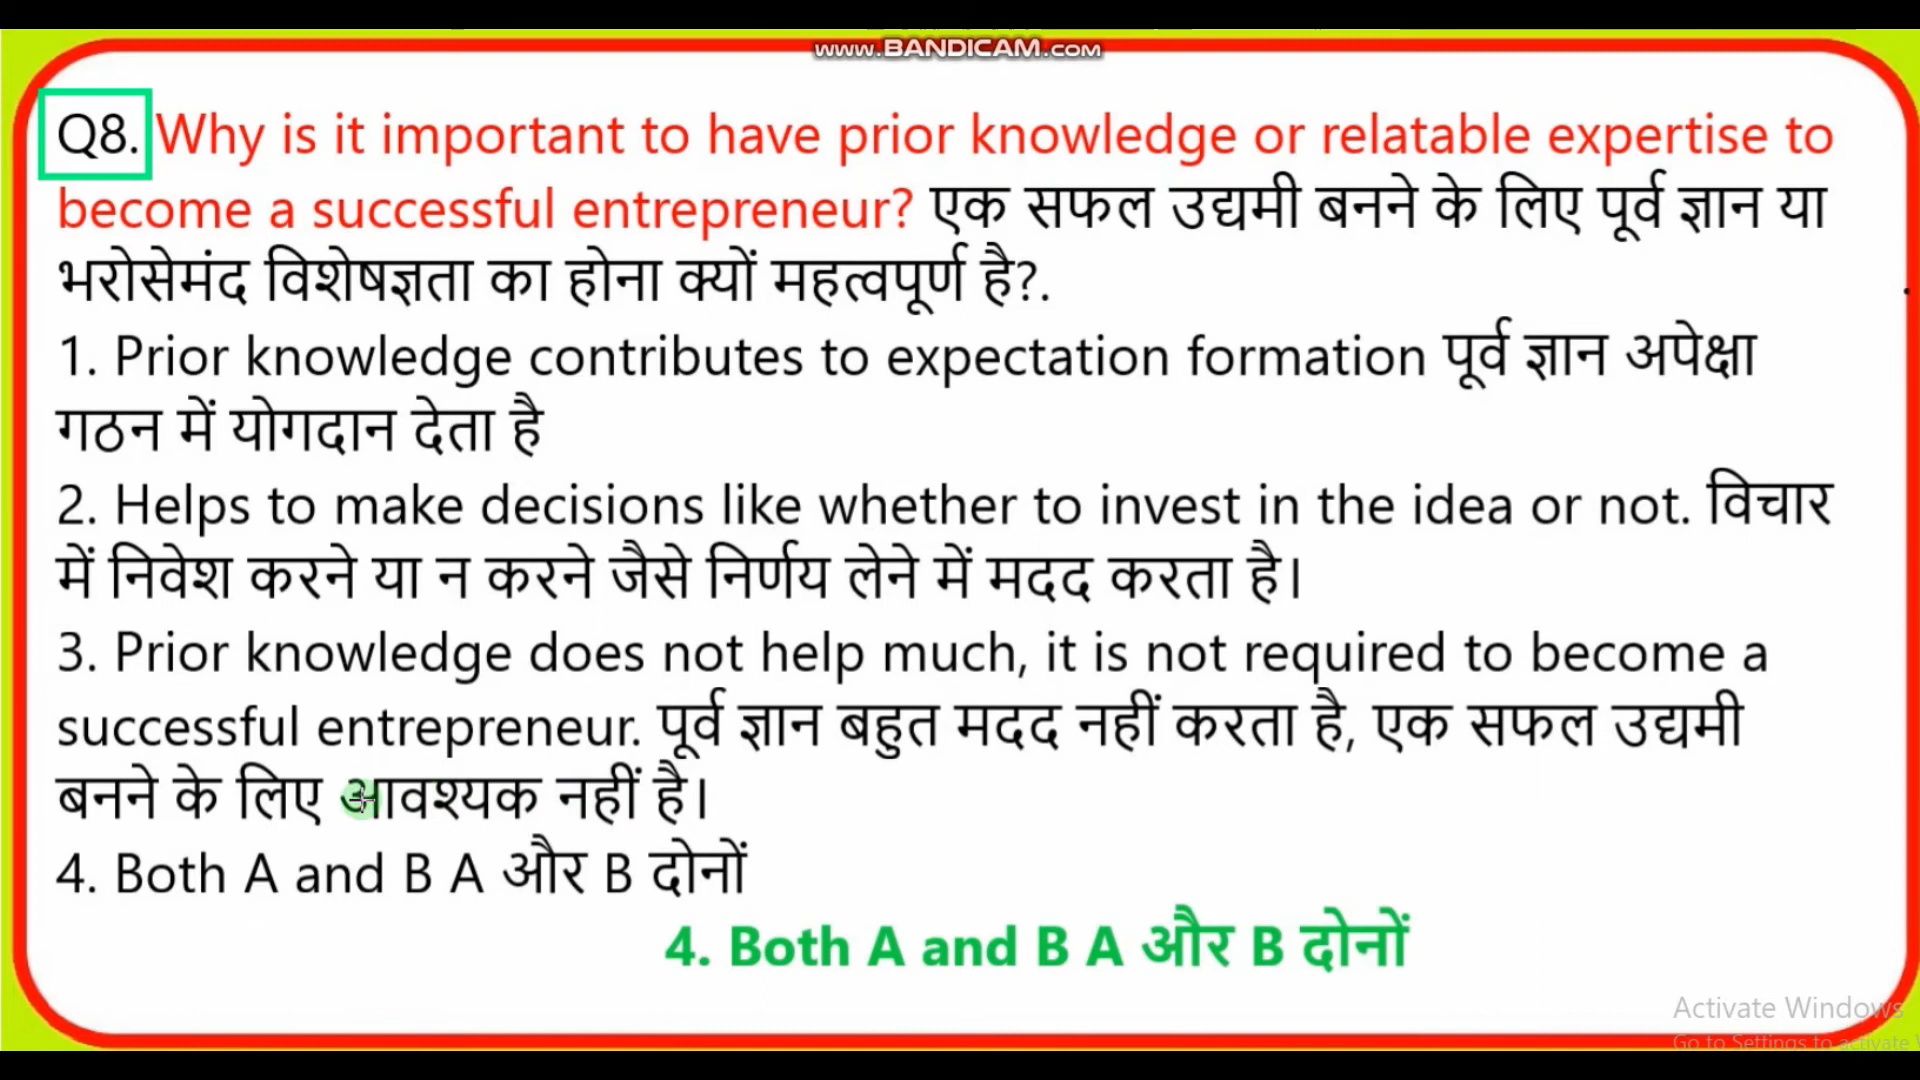 www.BANDICAM.com
Q8. Why is it important to have prior knowledge or relatable expertise to
become a successful entrepreneur? एक सफल उद्यमी बनने के लिए पूर्व ज्ञान या
भरोसेमंद विशेषज्ञता का होना क्यों महत्वपूर्ण है?.
1. Prior knowledge contributes to expectation formation पूर्व ज्ञान अपेक्षा
गठन में योगदान देता है
2. Helps to make decisions like whether to invest in the idea or not. विचार
में निवेश करने या न करने जैसे निर्णय लेने में मदद करता है।
3. Prior knowledge does not help much, it is not required to become a
successful entrepreneur. पूर्व ज्ञान बहुत मदद नहीं करता है, एक सफल उद्यमी
बनने के लिए आवश्यक नहीं है।
4. Both A and B A और B दोनों
4. Both A and B A और B दोनों
Activate Windows
Go to Settings to activate